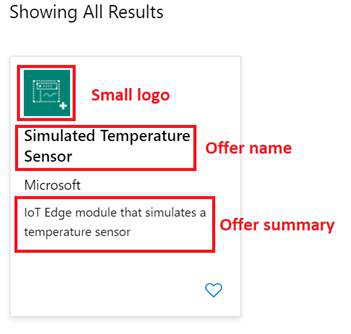 Showing All Results
Small logo
Simulated Temperature
Sensor
Offer name
Microsoft
IoT Edge module that simulates a
temperature sensor
Offer summary